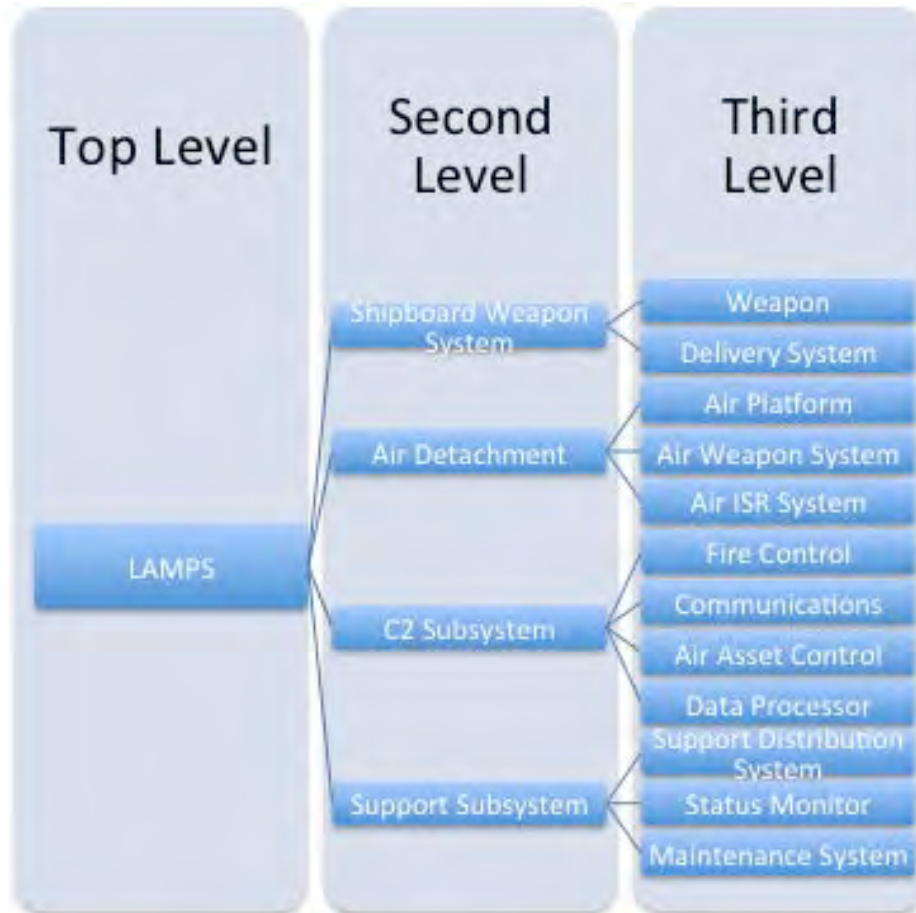 Top Level
Second
Level
Third
Level
LAMPS
Shipboard Weapon
System
Air Detachment
C2 Subsystem
Support Subsystem
Weapon
Delivery System
Air Platform
Air Weapon System
Air ISR System
Fire Control
Communications
Air Asset Control
Data Processor
Support Distribution
System
Status Monitor
Maintenance System